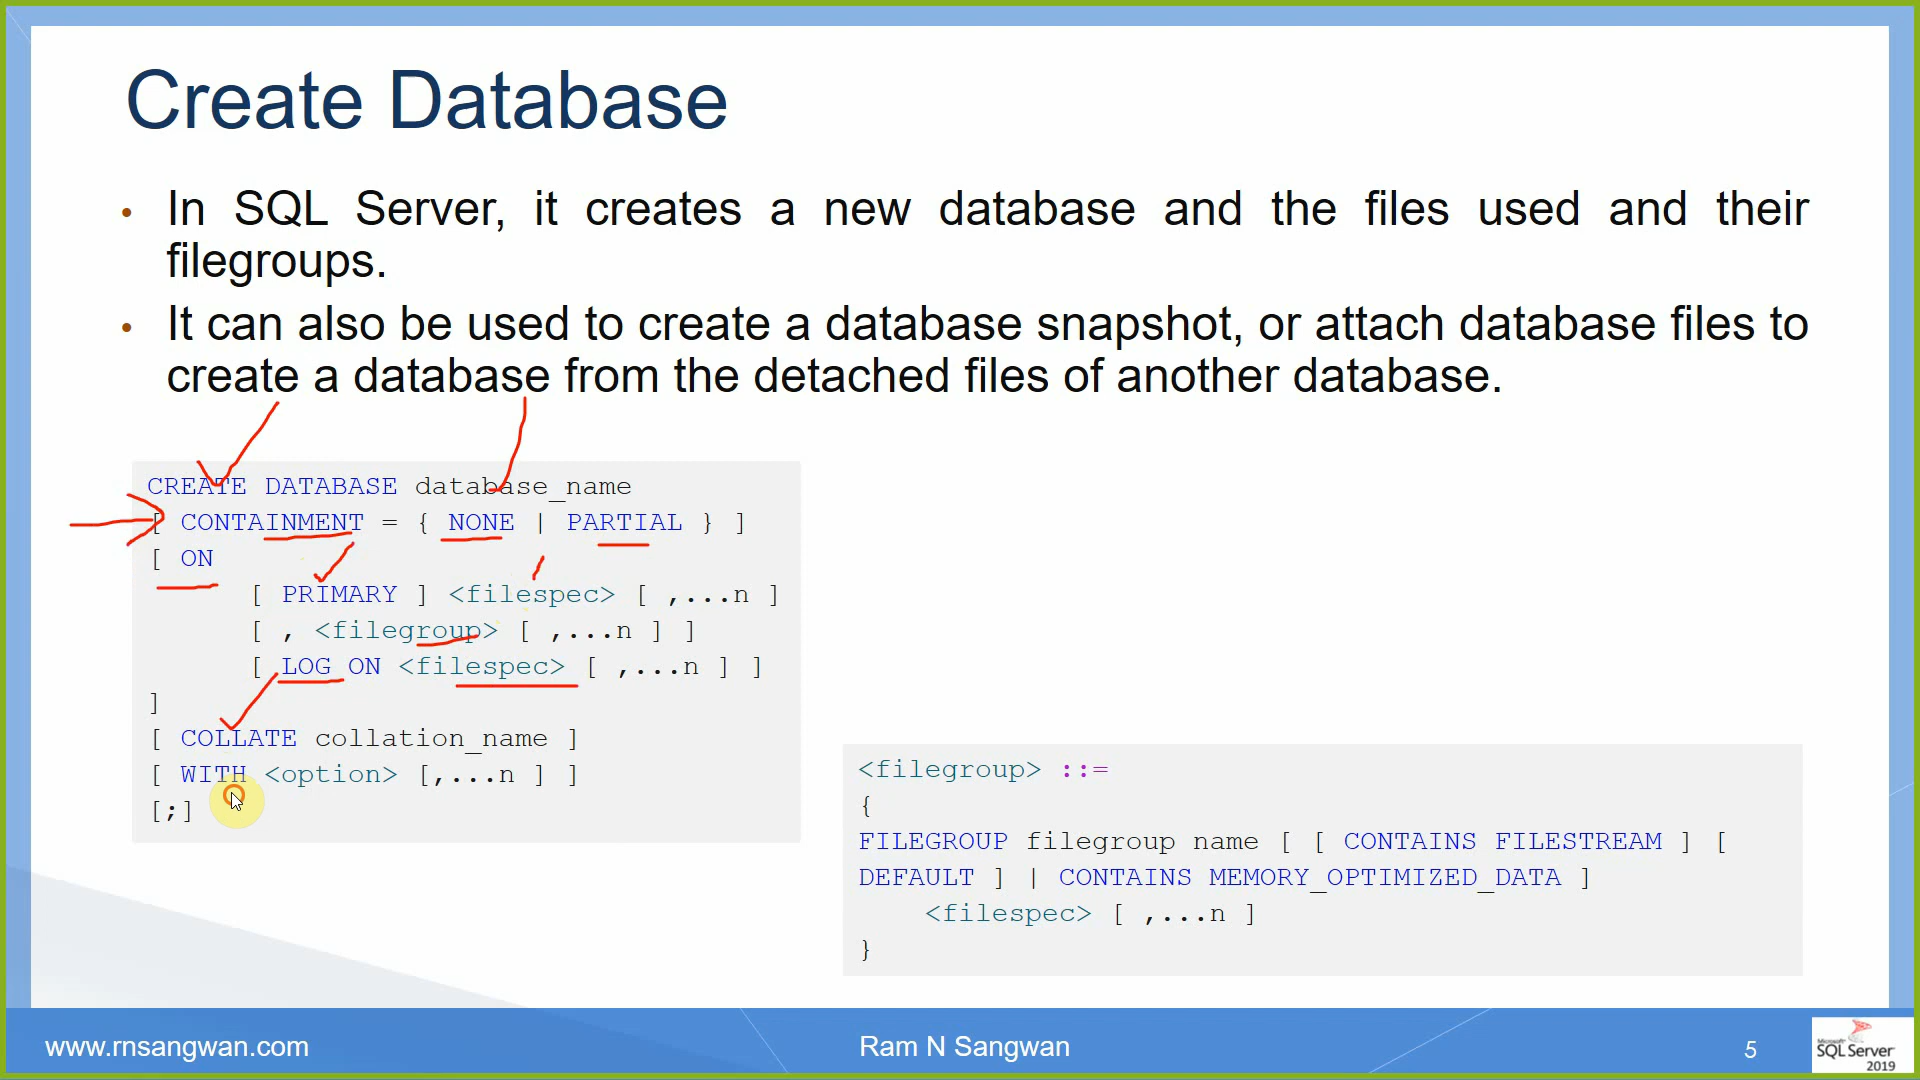 Create Database
• In SQL Server, it creates a new database and the files used and their
filegroups.
• It can also be used to create a database snapshot, or attach database files to
create a database from the detached files of another database.
CREATE DATABASE database_name
[ CONTAINMENT = { NONE | PARTIAL } ]
[ ON
[ PRIMARY ] <filespec> [ ,...n ]
[ , <filegroup> [ ,...n ] ]
[ LOG ON <filespec> [ ,...n ] ]
]
[ COLLATE collation_name ]
[ WITH <option> [,...n ] ]
[;]
<filegroup> ::=
{
FILEGROUP filegroup name [ [ CONTAINS FILESTREAM ] [
DEFAULT ] | CONTAINS MEMORY_OPTIMIZED_DATA ]
<filespec> [ ,...n ]
}
www.rnsangwan.com
Ram N Sangwan
5
Microsoft
SQL Server
2019